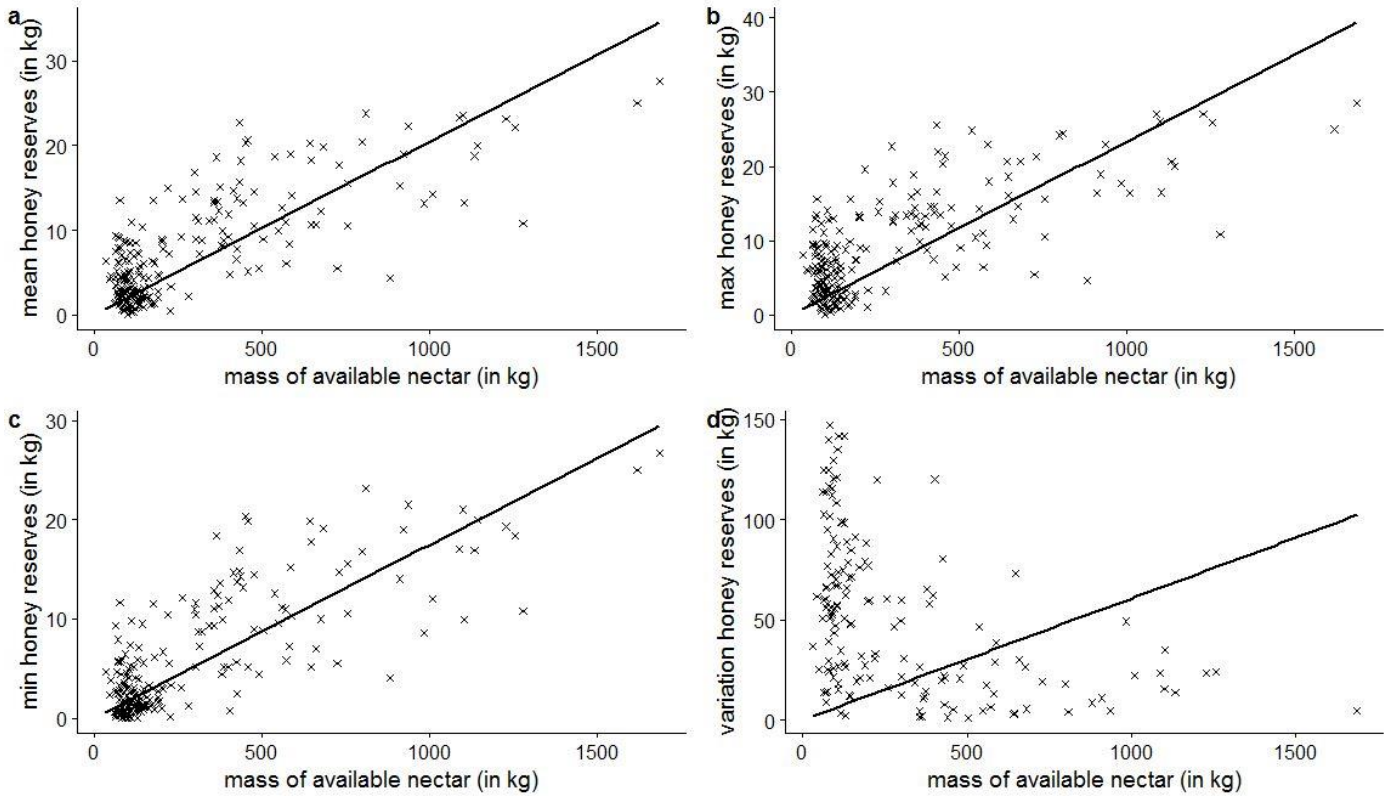 a
mean honey reserves (in kg)
30
20
10
0
0 500 1000 1500
mass of available nectar (in kg)
b
max honey reserves (in kg)
40
30
20
10
0
0 500 1000 1500
mass of available nectar (in kg)
c
min honey reserves (in kg)
30
20
10
0
0 500 1000 1500
mass of available nectar (in kg)
d
variation honey reserves (in kg)
150
100
50
0
0 500 1000 1500
mass of available nectar (in kg)